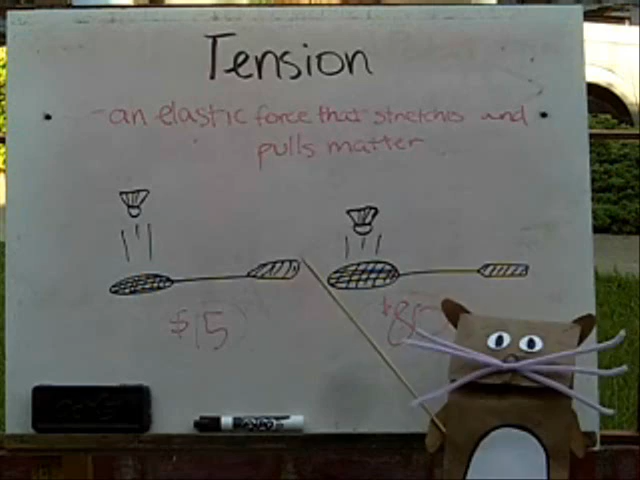 Tension
- an elastic force that stretches and
pulls matter
$15
EXPO